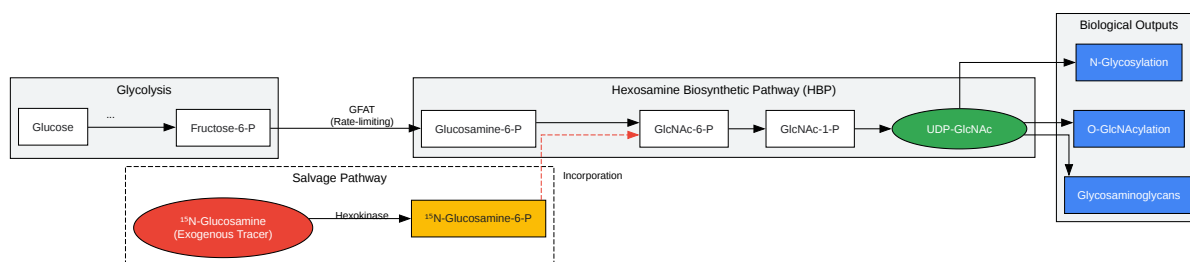 Biological Outputs
N-Glycosylation
Glycolysis
Hexosamine Biosynthetic Pathway (HBP)
Glucose
...
Fructose-6-P
GFAT
(Rate-limiting)
Glucosamine-6-P
GlcNAc-6-P
GlcNAc-1-P
UDP-GlcNAc
O-GlcNAcylation
Salvage Pathway
Incorporation
¹⁵N-Glucosamine
(Exogenous Tracer)
Hexokinase
¹⁵N-Glucosamine-6-P
Glycosaminoglycans